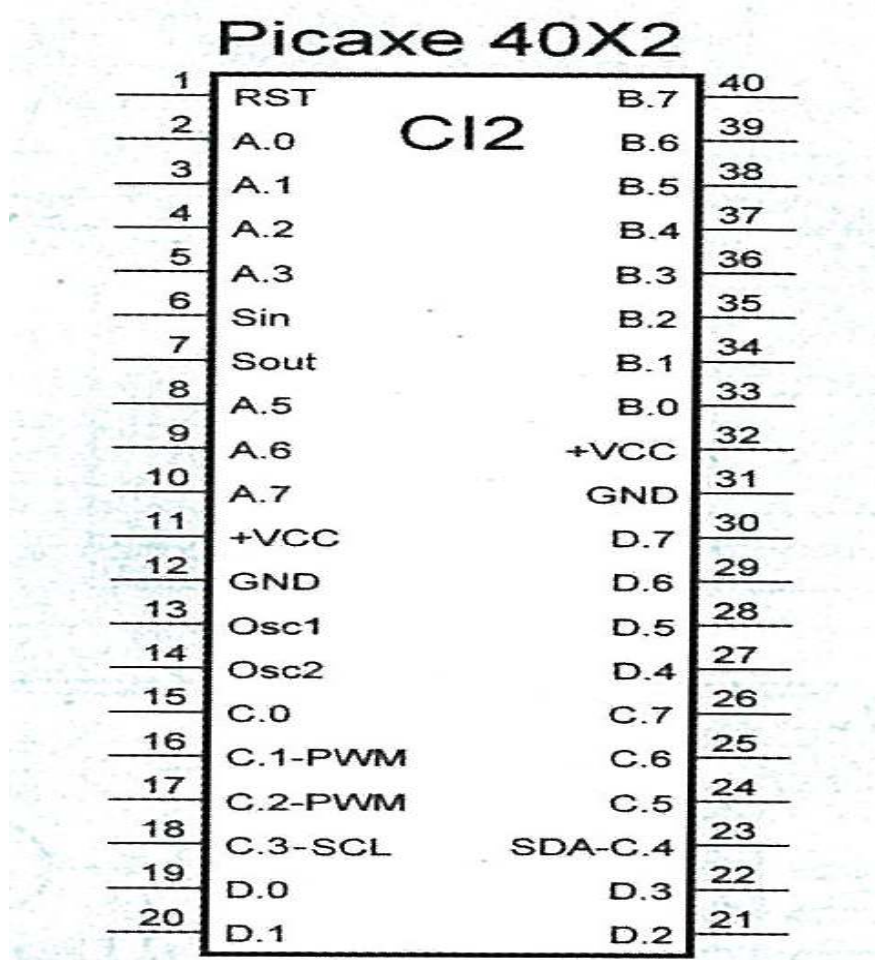 Picaxe 40X2
CI2
1 RST B.7 40
2 A.0 B.6 39
3 A.1 B.5 38
4 A.2 B.4 37
5 A.3 B.3 36
6 Sin B.2 35
7 Sout B.1 34
8 A.5 B.0 33
9 A.6 +VCC 32
10 A.7 GND 31
11 +VCC D.7 30
12 GND D.6 29
13 Osc1 D.5 28
14 Osc2 D.4 27
15 C.0 C.7 26
16 C.1-PWM C.6 25
17 C.2-PWM C.5 24
18 C.3-SCL SDA-C.4 23
19 D.0 D.3 22
20 D.1 D.2 21